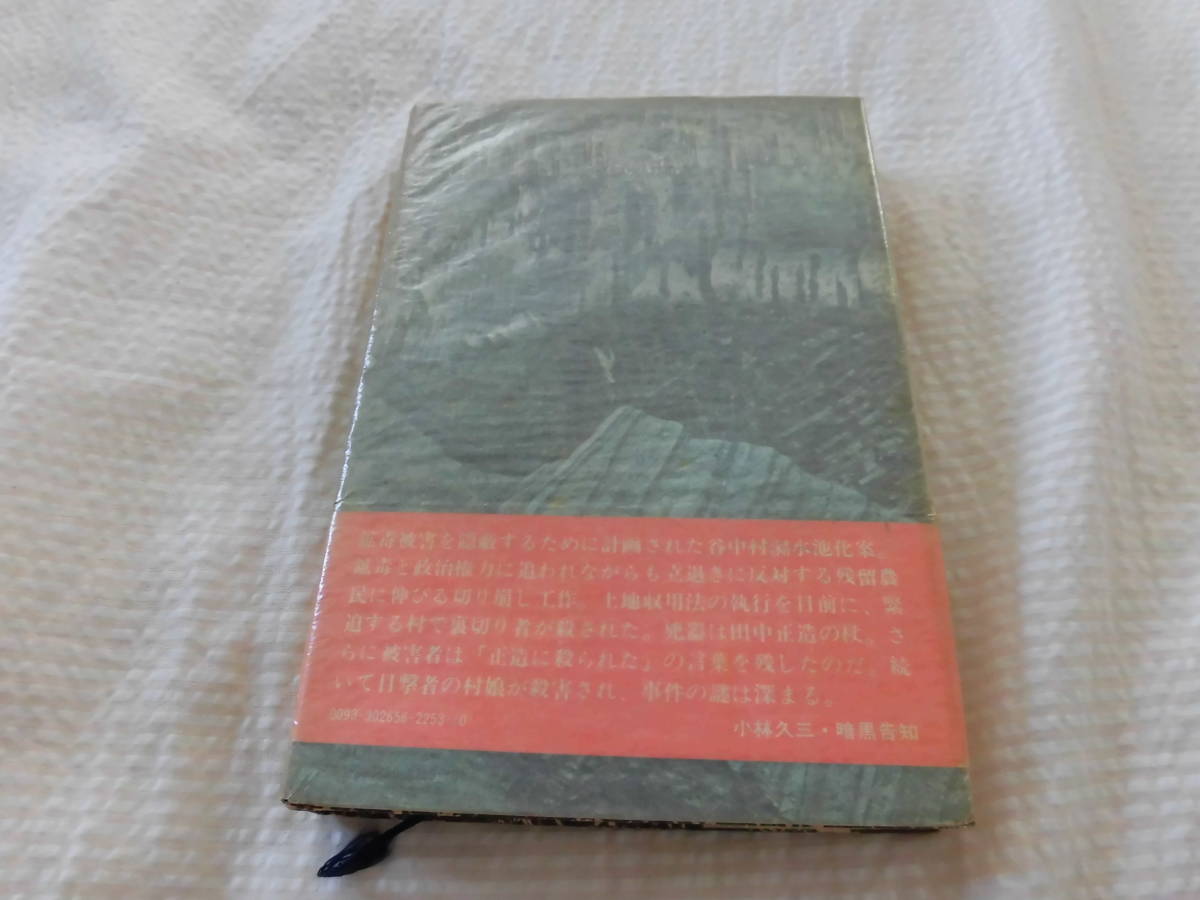 鉱毒被害を隠蔽するために計画された谷中村瀦水池化案。
鉱毒と政治権力に追われながらも立退きに反対する残留農
民に伸びる切り崩し工作。土地収用法の執行を目前に、緊
迫する村で裏切り者が殺された。兇器は田中正造の杖。さ
らに被害者は「正造に殺られた」の言葉を残したのだ。続
いて目撃者の村娘が殺害され、事件の謎は深まる。
0093-302656-2253(0)
小林久三・暗黒告知